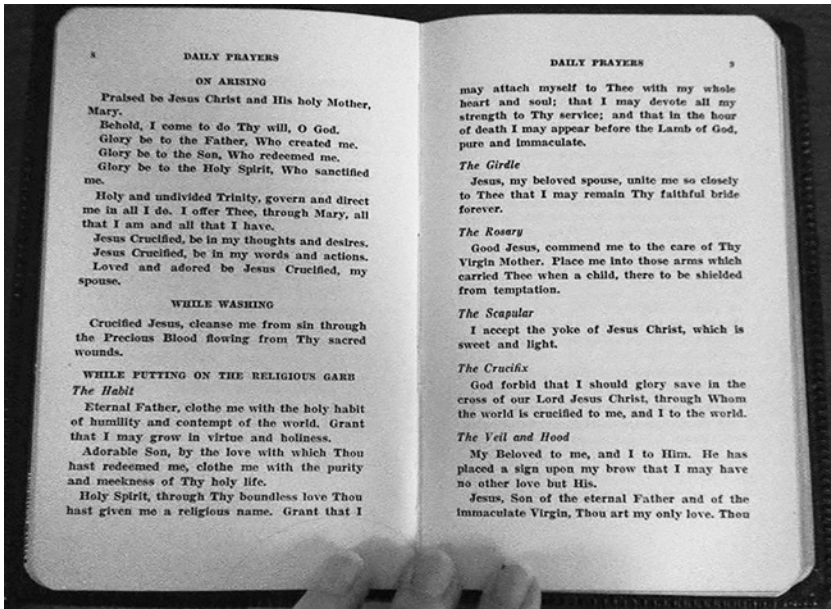 8
DAILY PRAYERS
ON ARISING
Praised be Jesus Christ and His holy Mother,
Mary.
Behold, I come to do Thy will, O God.
Glory be to the Father, Who created me.
Glory be to the Son, Who redeemed me.
Glory be to the Holy Spirit, Who sanctified
me.
Holy and undivided Trinity, govern and direct
me in all I do. I offer Thee, through Mary, all
that I am and all that I have.
Jesus Crucified, be in my thoughts and desires.
Jesus Crucified, be in my words and actions.
Loved and adored be Jesus Crucified, my
spouse.
WHILE WASHING
Crucified Jesus, cleanse me from sin through
the Precious Blood flowing from Thy sacred
wounds.
WHILE PUTTING ON THE RELIGIOUS GARB
The Habit
Eternal Father, clothe me with the holy habit
of humility and contempt of the world. Grant
that I may grow in virtue and holiness.
Adorable Son, by the love with which Thou
hast redeemed me, clothe me with the purity
and meekness of Thy holy life.
Holy Spirit, through Thy boundless love Thou
hast given me a religious name. Grant that I
DAILY PRAYERS
9
may attach myself to Thee with my whole
heart and soul; that I may devote all my
strength to Thy service; and that in the hour
of death I may appear before the Lamb of God,
pure and immaculate.
The Girdle
Jesus, my beloved spouse, unite me so closely
to Thee that I may remain Thy faithful bride
forever.
The Rosary
Good Jesus, commend me to the care of Thy
Virgin Mother. Place me into those arms which
carried Thee when a child, there to be shielded
from temptation.
The Scapular
I accept the yoke of Jesus Christ, which is
sweet and light.
The Crucifix
God forbid that I should glory save in the
cross of our Lord Jesus Christ, through Whom
the world is crucified to me, and I to the world.
The Veil and Hood
My Beloved to me, and I to Him. He has
placed a sign upon my brow that I may have
no other love but His.
Jesus, Son of the eternal Father and of the
immaculate Virgin, Thou art my only love. Thou